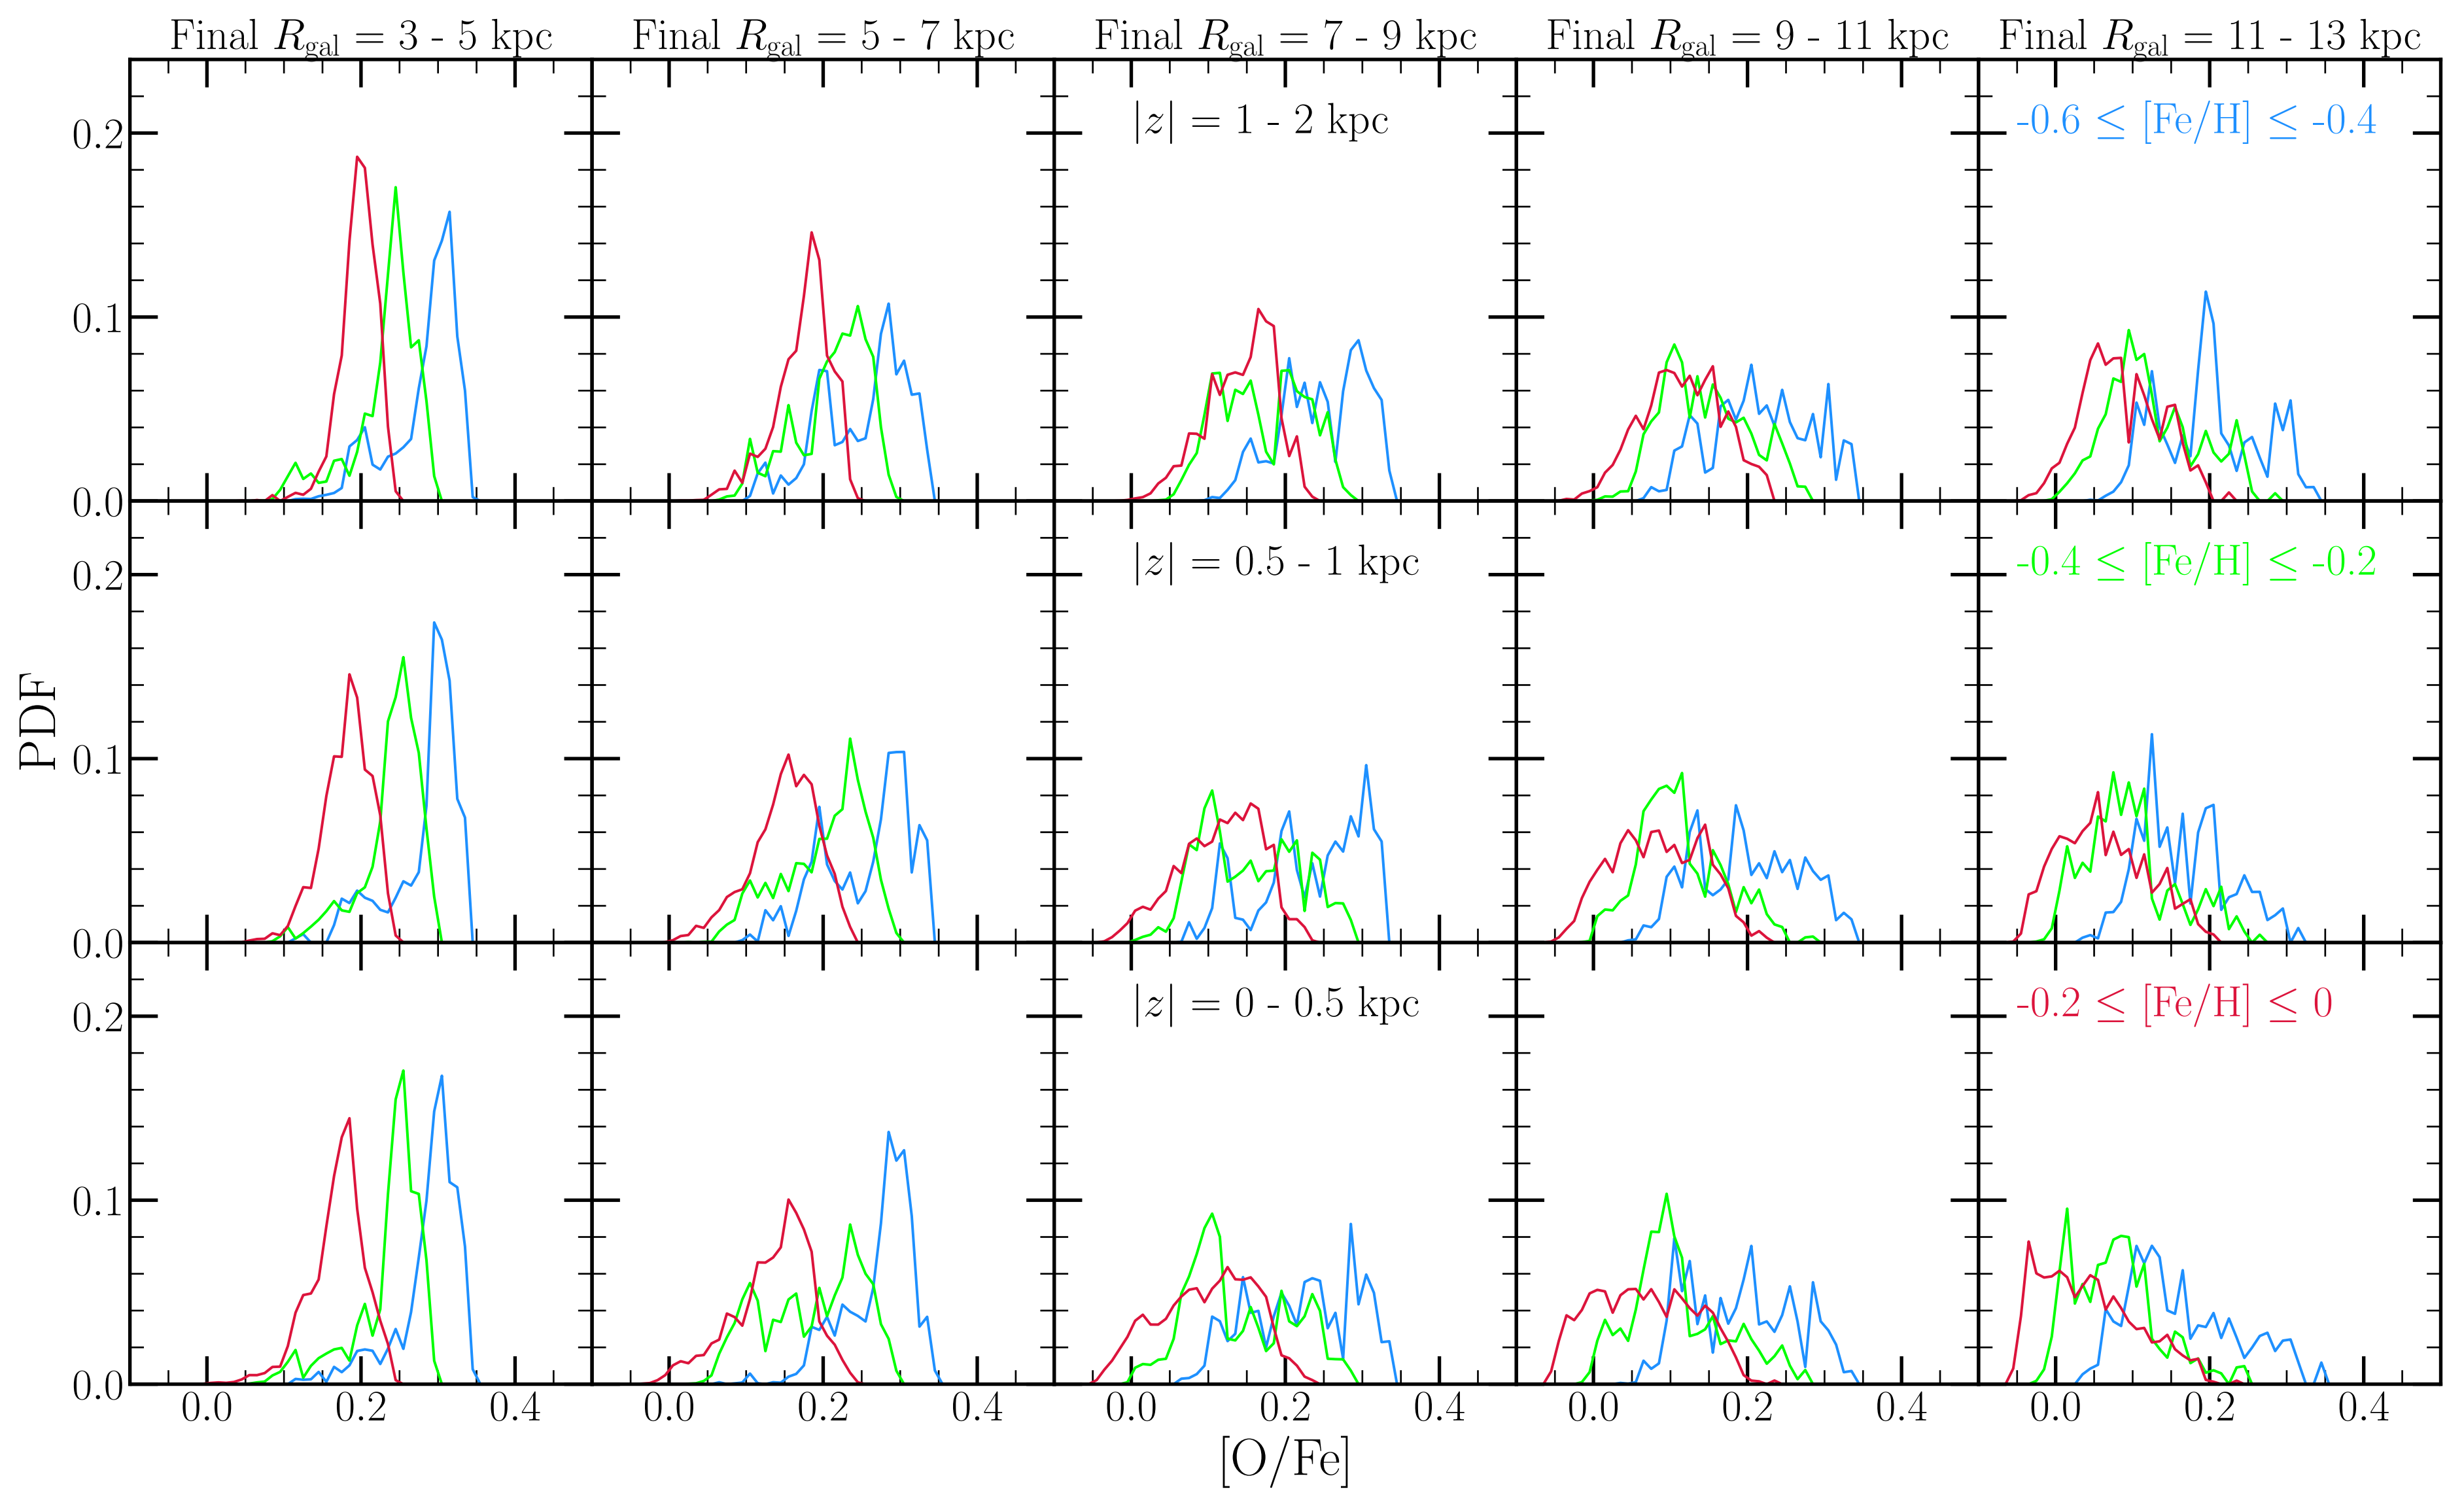 Final R_gal = 3 - 5 kpc
Final R_gal = 5 - 7 kpc
Final R_gal = 7 - 9 kpc
Final R_gal = 9 - 11 kpc
Final R_gal = 11 - 13 kpc
|z| = 1 - 2 kpc
-0.6 ≤ [Fe/H] ≤ -0.4
0.2
0.1
0.0
|z| = 0.5 - 1 kpc
-0.4 ≤ [Fe/H] ≤ -0.2
0.2
0.1
0.0
PDF
|z| = 0 - 0.5 kpc
-0.2 ≤ [Fe/H] ≤ 0
0.2
0.1
0.0
0.0 0.2 0.4 0.0 0.2 0.4 0.0 0.2 0.4 0.0 0.2 0.4 0.0 0.2 0.4
[O/Fe]